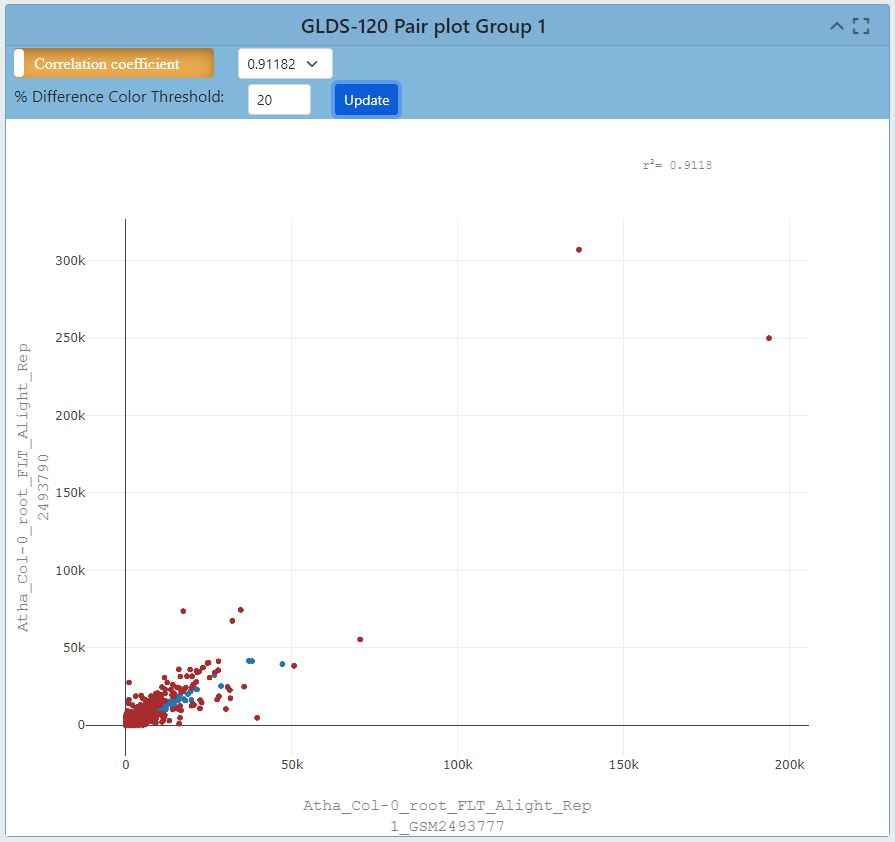 GLDS-120 Pair plot Group 1
Correlation coefficient
0.91182
% Difference Color Threshold:
20
Update
r²= 0.9118
300k
250k
200k
150k
100k
50k
0
Atha_Col-0_root_FLT_Alight_Rep
2493790
0
50k
100k
150k
200k
Atha_Col-0_root_FLT_Alight_Rep
1_GSM2493777